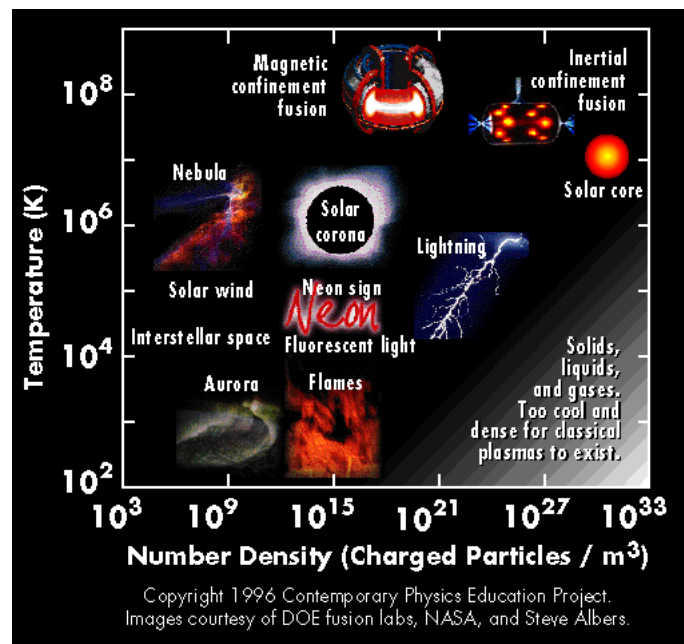 Magnetic
confinement
fusion
Inertial
confinement
fusion
10⁸
Nebula
Solar core
Solar
corona
10⁶
Lightning
Temperature (K)
Solar wind
Neon sign
Neon
Interstellar space
Fluorescent light
10⁴
Solids,
liquids,
and gases.
Too cool and
dense for classical
plasmas to exist.
Aurora
Flames
10²
10³
10⁹
10¹⁵
10²¹
10²⁷
10³³
Number Density (Charged Particles / m³)
Copyright 1996 Contemporary Physics Education Project.
Images courtesy of DOE fusion labs, NASA, and Steve Albers.